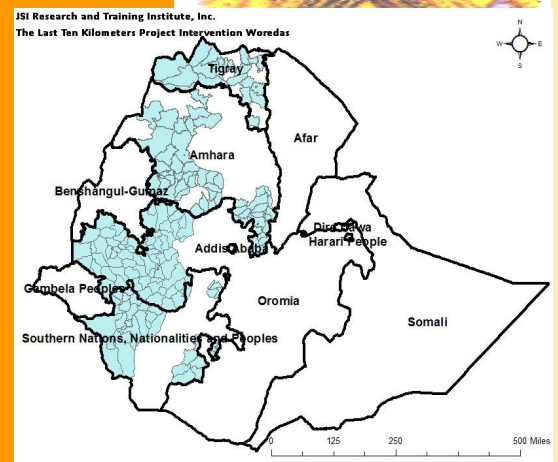 JSI Research and Training Institute, Inc.
The Last Ten Kilometers Project Intervention Woredas
N
W E
S
Tigray
Afar
Amhara
Benshangul-Gumaz
Dire Dawa
Addis Ababa
Harari People
Gambela Peoples
Oromia
Somali
Southern Nations, Nationalities and Peoples
0 125 250 500 Miles